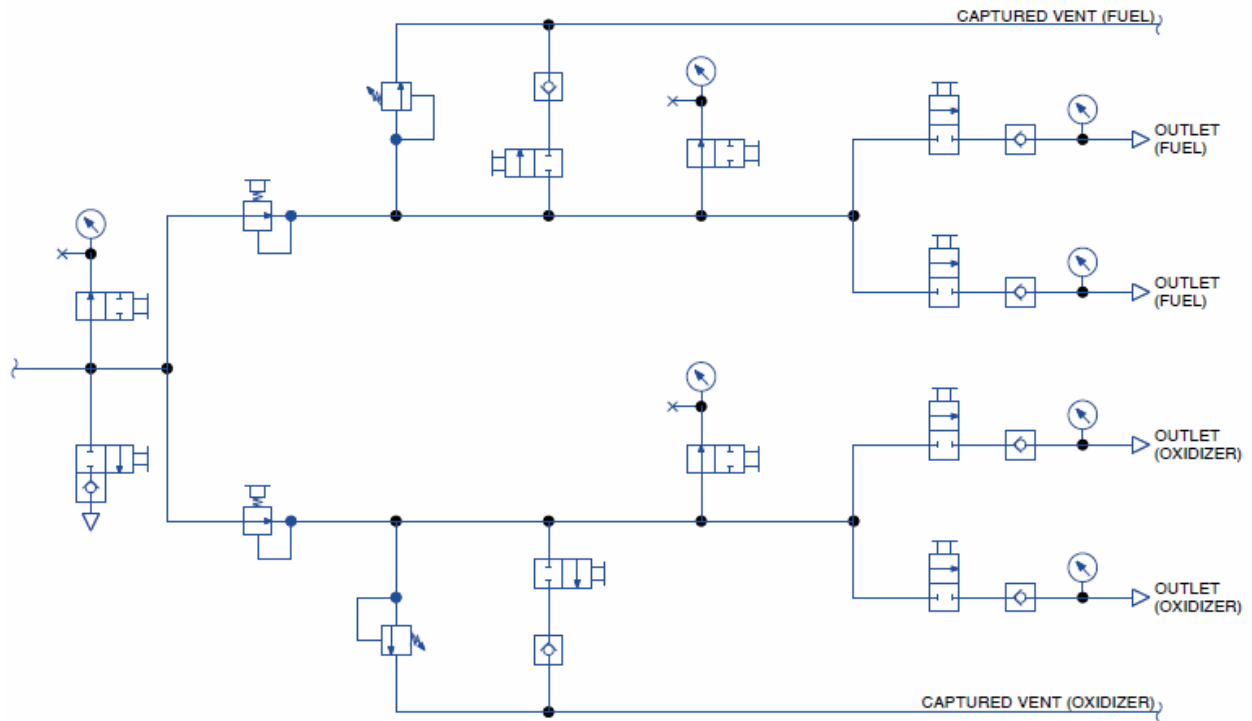 CAPTURED VENT (FUEL)
OUTLET
(FUEL)
OUTLET
(FUEL)
OUTLET
(OXIDIZER)
OUTLET
(OXIDIZER)
CAPTURED VENT (OXIDIZER)